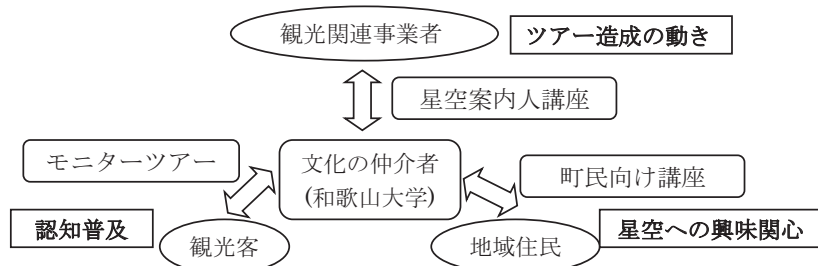 観光関連事業者
ツアー造成の動き
星空案内人講座
モニターツアー
文化の仲介者
(和歌山大学)
町民向け講座
認知普及
観光客
地域住民
星空への興味関心